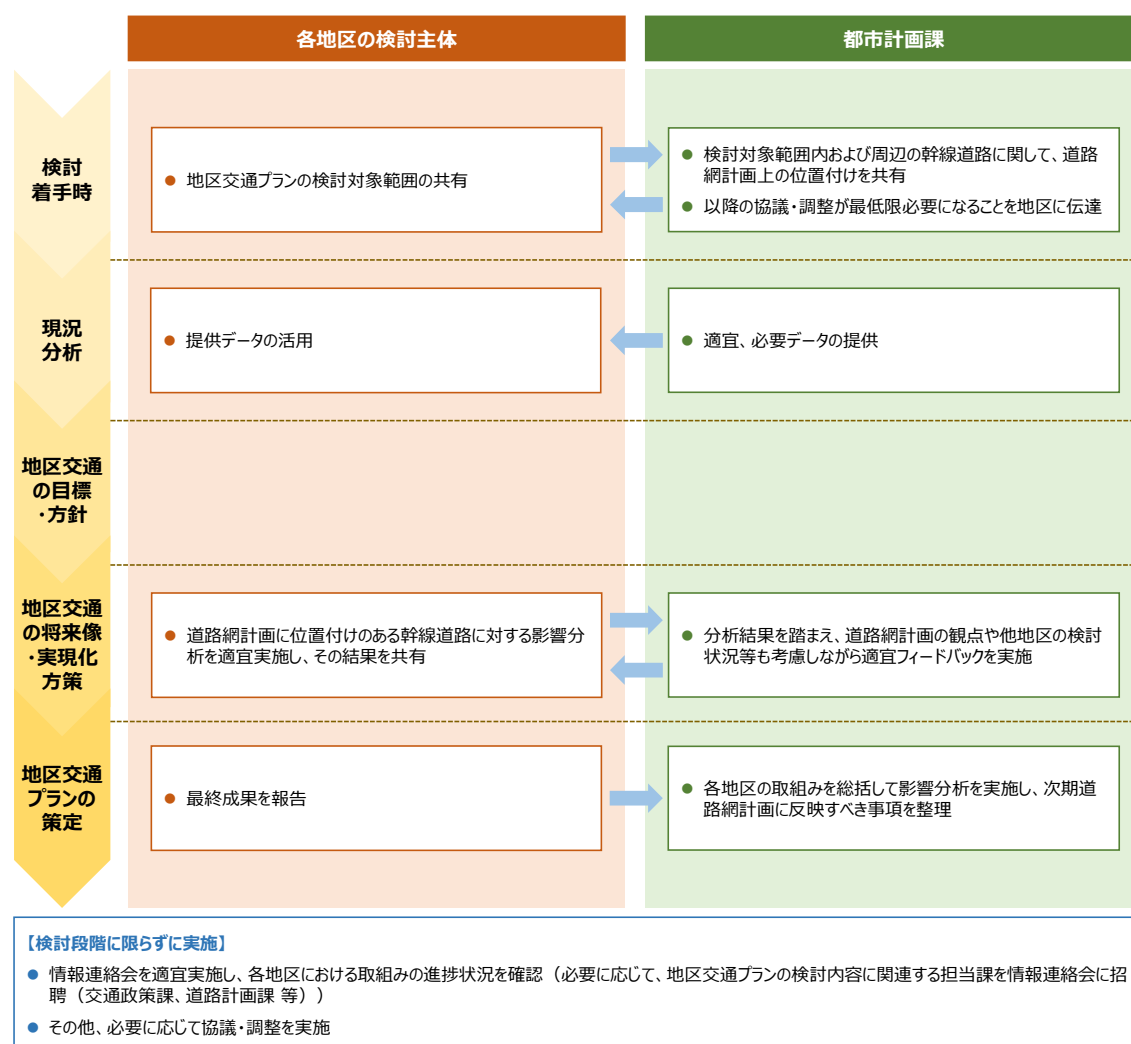 各地区の検討主体
都市計画課
検討
着手時
● 地区交通プランの検討対象範囲の共有
● 検討対象範囲内および周辺の幹線道路に関して、道路
網計画上の位置付けを共有
● 以降の協議・調整が最低限必要になることを地区に伝達
現況
分析
● 提供データの活用
● 適宜、必要データの提供
地区交通
の目標
・方針
地区交通
の将来像
・実現化
方策
● 道路網計画に位置付けのある幹線道路に対する影響分
析を適宜実施し、その結果を共有
● 分析結果を踏まえ、道路網計画の観点や他地区の検討
状況等も考慮しながら適宜フィードバックを実施
地区交通
プランの
策定
● 最終成果を報告
● 各地区の取組みを総括して影響分析を実施し、次期道
路網計画に反映すべき事項を整理
【検討段階に限らずに実施】
● 情報連絡会を適宜実施し、各地区における取組みの進捗状況を確認（必要に応じて、地区交通プランの検討内容に関連する担当課を情報連絡会に招
聘（交通政策課、道路計画課 等））
● その他、必要に応じて協議・調整を実施